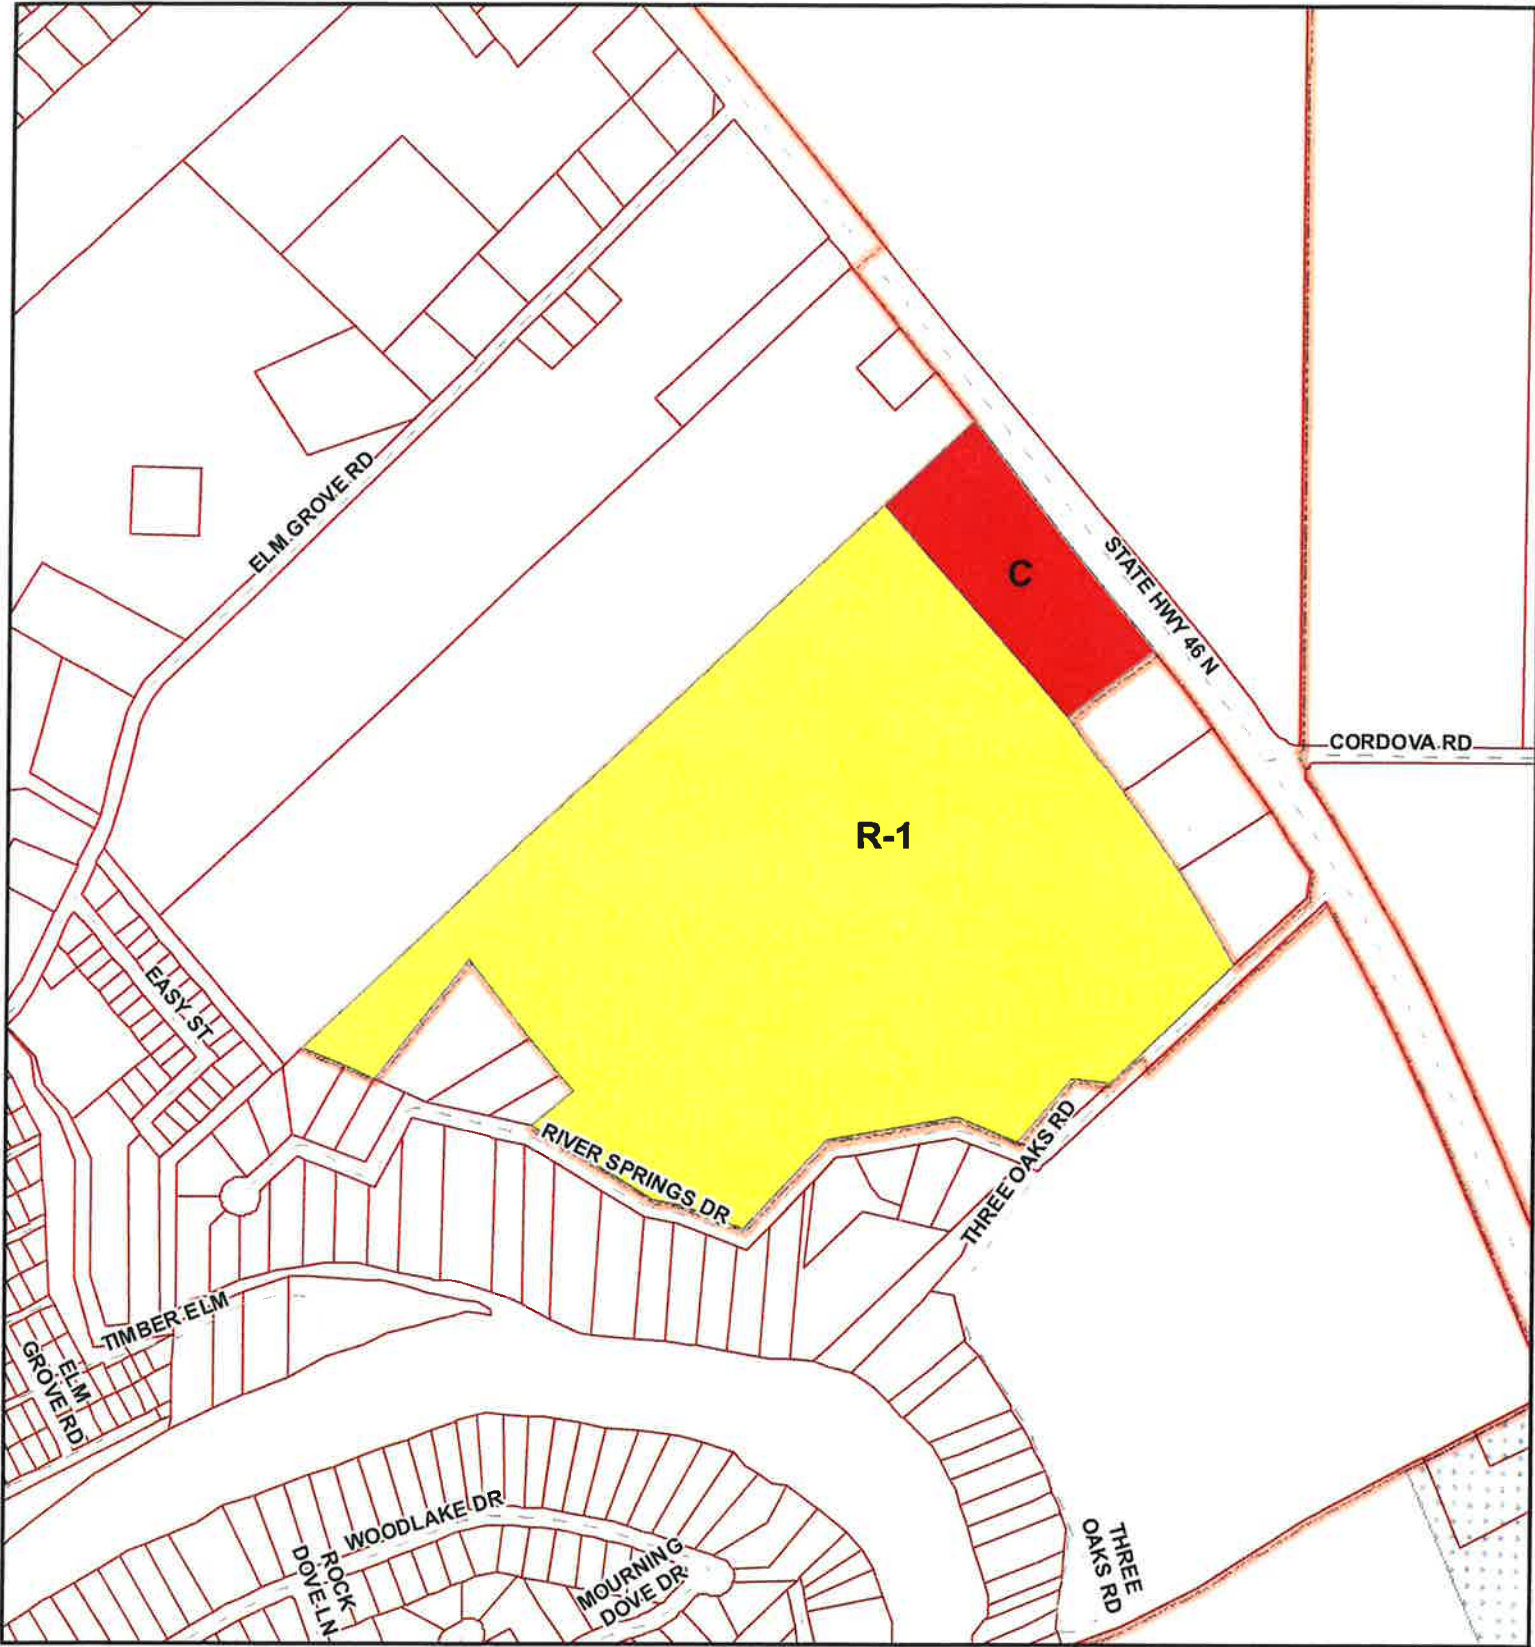 ELM GROVE RD
STATE HWY 46 N
C
CORDOVA RD
R-1
EASY ST
RIVER SPRINGS DR
THREE OAKS RD
TIMBER ELM
ELM
GROVE RD
WOODLAKE DR
ROCK
DOVE LN
MOURNING
DOVE DR
THREE
OAKS RD